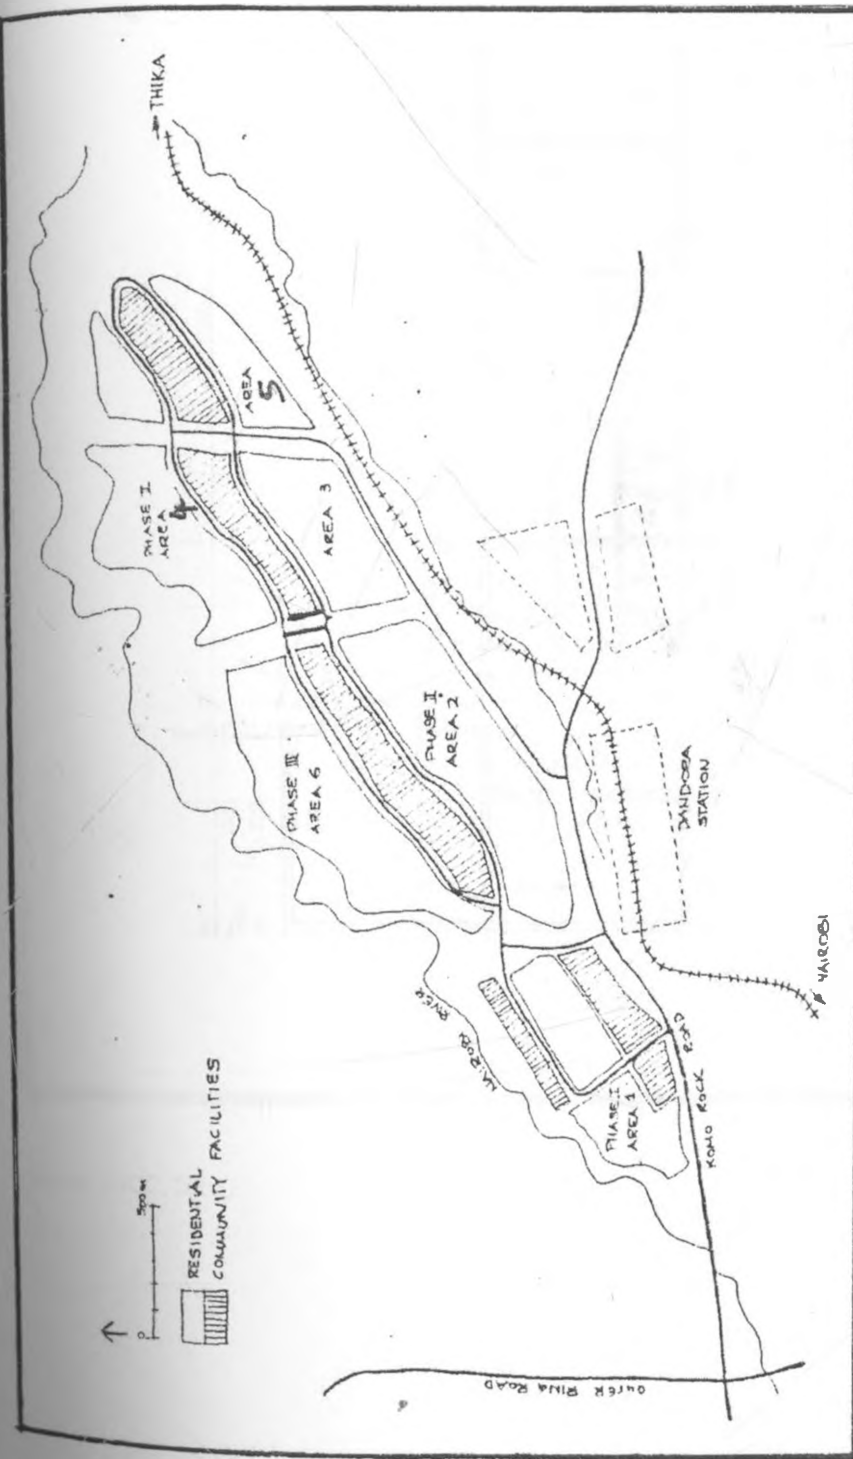 THIKA
AREA
5
PHASE I
AREA
4
AREA 3
PHASE III
AREA 6
PHASE II
AREA 2
DANDORA
STATION
NAIROBI RIVER
PHASE I
AREA 1
KOMO ROCK ROAD
NAIROBI
0 500m
RESIDENTIAL
COMMUNITY FACILITIES
OUTER RING ROAD